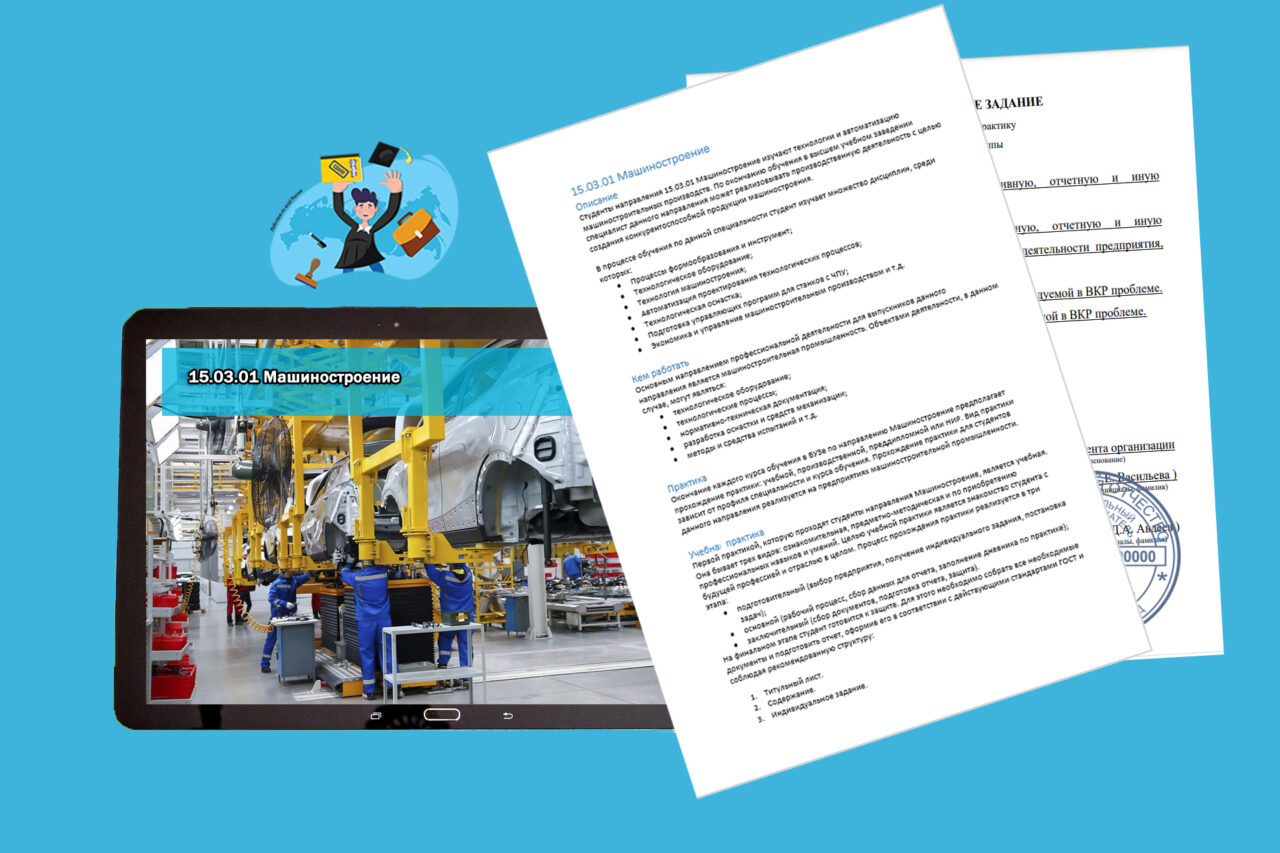 15.03.01 Машиностроение
15.03.01 Машиностроение
Описание
Студенты направления 15.03.01 Машиностроение изучают технологии и автоматизацию
машиностроительных производств. По окончанию обучения в высшем учебном заведении
специалист данного направления может реализовывать производственную деятельность с целью
создания конкурентоспособной продукции машиностроения.
В процессе обучения по данной специальности студент изучает множество дисциплин, среди
которых:
Процессы формообразования и инструмент;
Технологическое оборудование;
Технология машиностроения;
автоматизация проектирования технологических процессов;
Технологическая оснастка;
Подготовка управляющих программ для станков с ЧПУ;
Экономика и управление машиностроительным производством и т.д.
Кем работать
Основным направлением профессиональной деятельности для выпускников данного
направления является машиностроительная промышленность. Объектами деятельности, в данном
случае, могут являться:
технологическое оборудование;
технологические процессы;
нормативно-техническая документация;
разработка оснастки и средств механизации;
методы и средства испытаний и т.д.
Практика
Окончание каждого курса обучения в ВУЗе по направлению Машиностроение предполагает
прохождение практики: учебной, производственной, преддипломной или НИР. Вид практики
зависит от профиля специальности и курса обучения. Прохождение практики для студентов
данного направления реализуется на предприятиях машиностроительной промышленности.
Учебная практика
Первой практикой, которую проходят студенты направления Машиностроение, является учебная.
Она бывает трех видов: ознакомительная, предметно-методическая и по приобретению
профессиональных навыков и умений. Целью учебной практики является знакомство студента с
будущей профессией и отраслью в целом. Процесс прохождения практики реализуется в три
этапа:
подготовительный (выбор предприятия, получение индивидуального задания, постановка
задач);
основной (рабочий процесс, сбор данных для отчета, заполнение дневника по практике);
заключительный (сбор документов, подготовка отчета, защита).
На финальном этапе студент готовится к защите. Для этого необходимо собрать все необходимые
документы и подготовить отчет, оформив его в соответствии с действующими стандартами ГОСТ и
соблюдая рекомендованную структуру:
1. Титульный лист.
2. Содержание.
3. Индивидуальное задание.
Е ЗАДАНИЕ
рактику
ппы
ивную, отчетную и иную
ную, отчетную и иную
деятельности предприятия,
дуемой в ВКР проблеме.
мой в ВКР проблеме.
ента организации
Е. Васильева )
Д.А. Авдеев )
00000